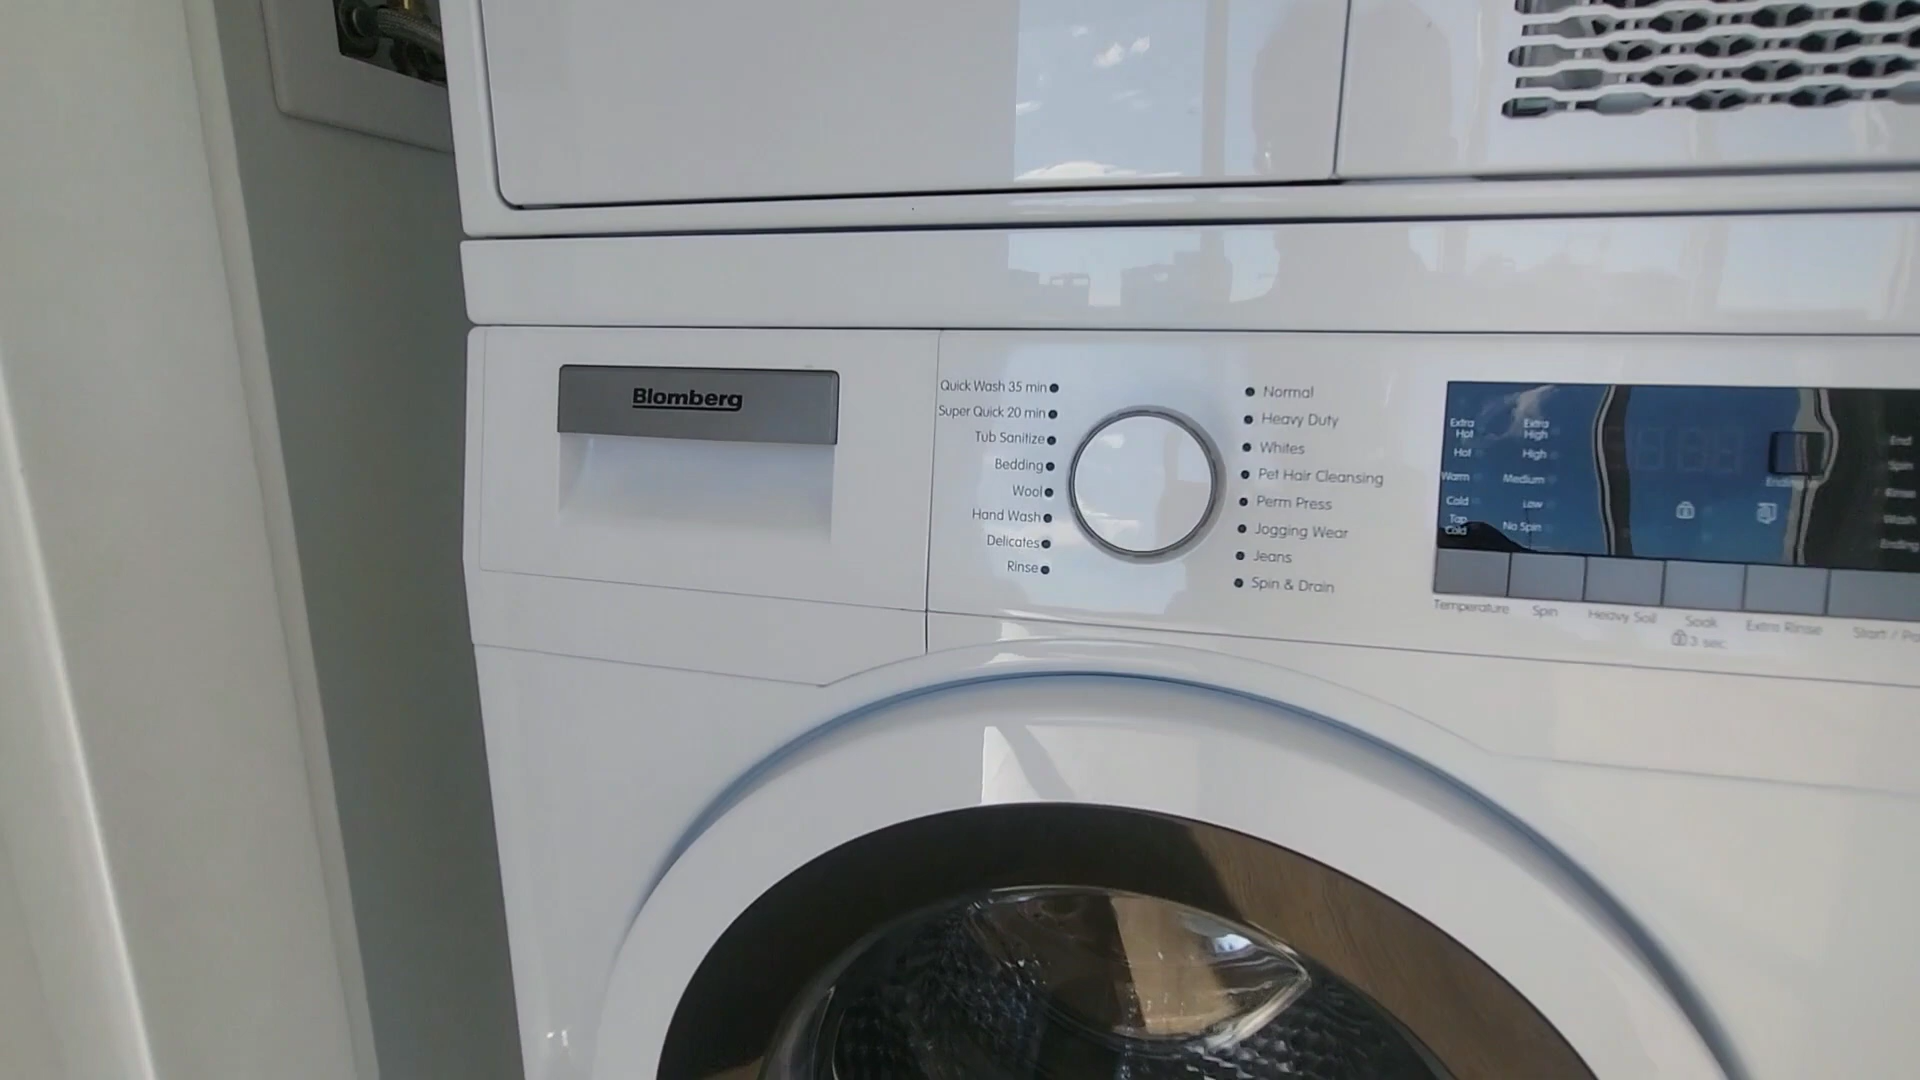 Blomberg
Quick Wash 35 min
Super Quick 20 min
Tub Sanitize
Bedding
Wool
Hand Wash
Delicates
Rinse
Normal
Heavy Duty
Whites
Pet Hair Cleansing
Perm Press
Jogging Wear
Jeans
Spin & Drain
Extra
Hot
Hot
Warm
Cold
Tap
Cold
Extra
High
High
Medium
Low
No Spin
End
Spin
Rinse
Wash
Temperature
Spin
Heavy Soil
Soak
3 sec
Extra Rinse
Start /